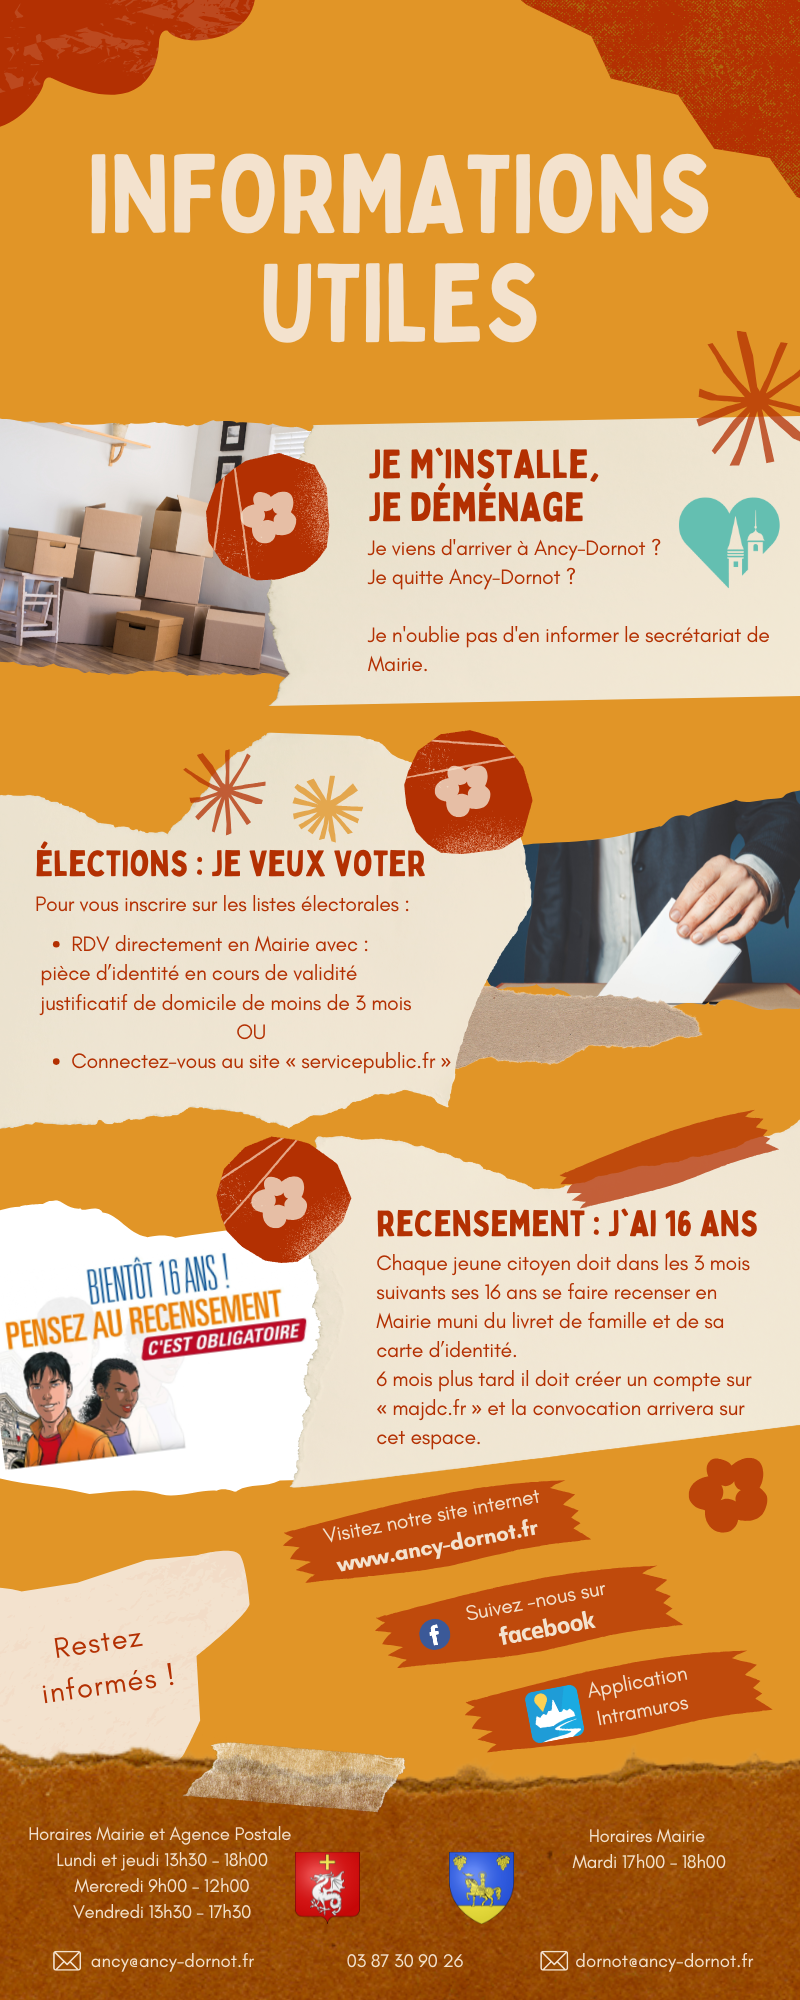 INFORMATIONS
UTILES
JE M'INSTALLE,
JE DÉMÉNAGE
Je viens d'arriver à Ancy-Dornot ?
Je quitte Ancy-Dornot ?
Je n'oublie pas d'en informer le secrétariat de
Mairie.
ÉLECTIONS : JE VEUX VOTER
Pour vous inscrire sur les listes électorales :
• RDV directement en Mairie avec :
pièce d'identité en cours de validité
justificatif de domicile de moins de 3 mois
OU
• Connectez-vous au site « servicepublic.fr »
RECENSEMENT : J'AI 16 ANS
Chaque jeune citoyen doit dans les 3 mois
suivants ses 16 ans se faire recenser en
Mairie muni du livret de famille et de sa
carte d'identité.
6 mois plus tard il doit créer un compte sur
« majdc.fr » et la convocation arrivera sur
cet espace.
BIENTÔT 16 ANS !
PENSEZ AU RECENSEMENT
C'EST OBLIGATOIRE
Visitez notre site internet
www.ancy-dornot.fr
Suivez -nous sur
facebook
Application
Intramuros
Restez
informés !
Horaires Mairie et Agence Postale
Lundi et jeudi 13h30 - 18h00
Mercredi 9h00 - 12h00
Vendredi 13h30 - 17h30
Horaires Mairie
Mardi 17h00 - 18h00
ancy@ancy-dornot.fr
03 87 30 90 26
dornot@ancy-dornot.fr